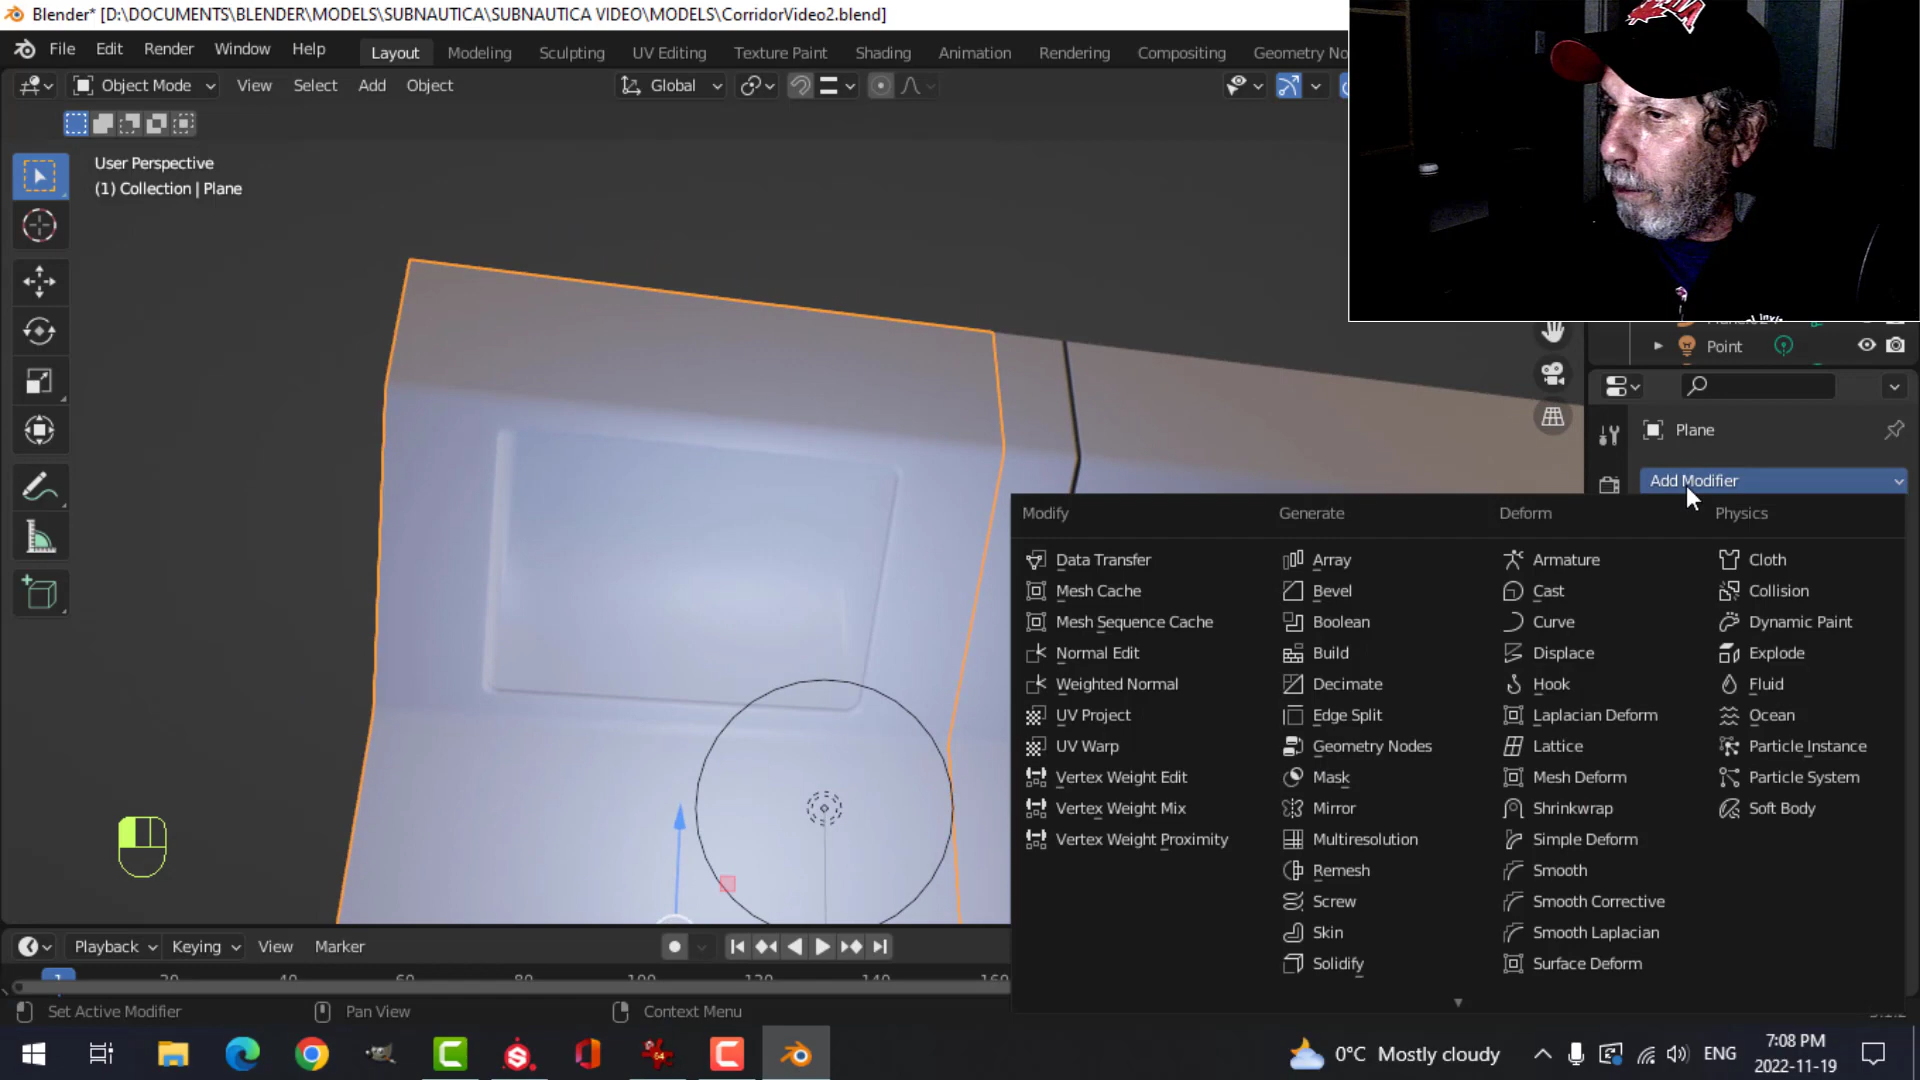 Blender* [D:\DOCUMENTS\BLENDER\MODELS\SUBNAUTICA\SUBNAUTICA VIDEO\MODELS\CorridorVideo2.blend]
File Edit Render Window Help Layout Modeling Sculpting UV Editing Texture Paint Shading Animation Rendering Compositing Geometry No
Object Mode View Select Add Object Global
User Perspective
(1) Collection | Plane
Point
Plane
Add Modifier
Modify Generate Deform Physics
Data Transfer Array Armature Cloth
Mesh Cache Bevel Cast Collision
Mesh Sequence Cache Boolean Curve Dynamic Paint
Normal Edit Build Displace Explode
Weighted Normal Decimate Hook Fluid
UV Project Edge Split Laplacian Deform Ocean
UV Warp Geometry Nodes Lattice Particle Instance
Vertex Weight Edit Mask Mesh Deform Particle System
Vertex Weight Mix Mirror Shrinkwrap Soft Body
Vertex Weight Proximity Multiresolution Simple Deform
Remesh Smooth
Screw Smooth Corrective
Skin Smooth Laplacian
Solidify Surface Deform
Playback Keying View Marker
1
Set Active Modifier Pan View Context Menu
0°C Mostly cloudy ENG 7:08 PM
2022-11-19